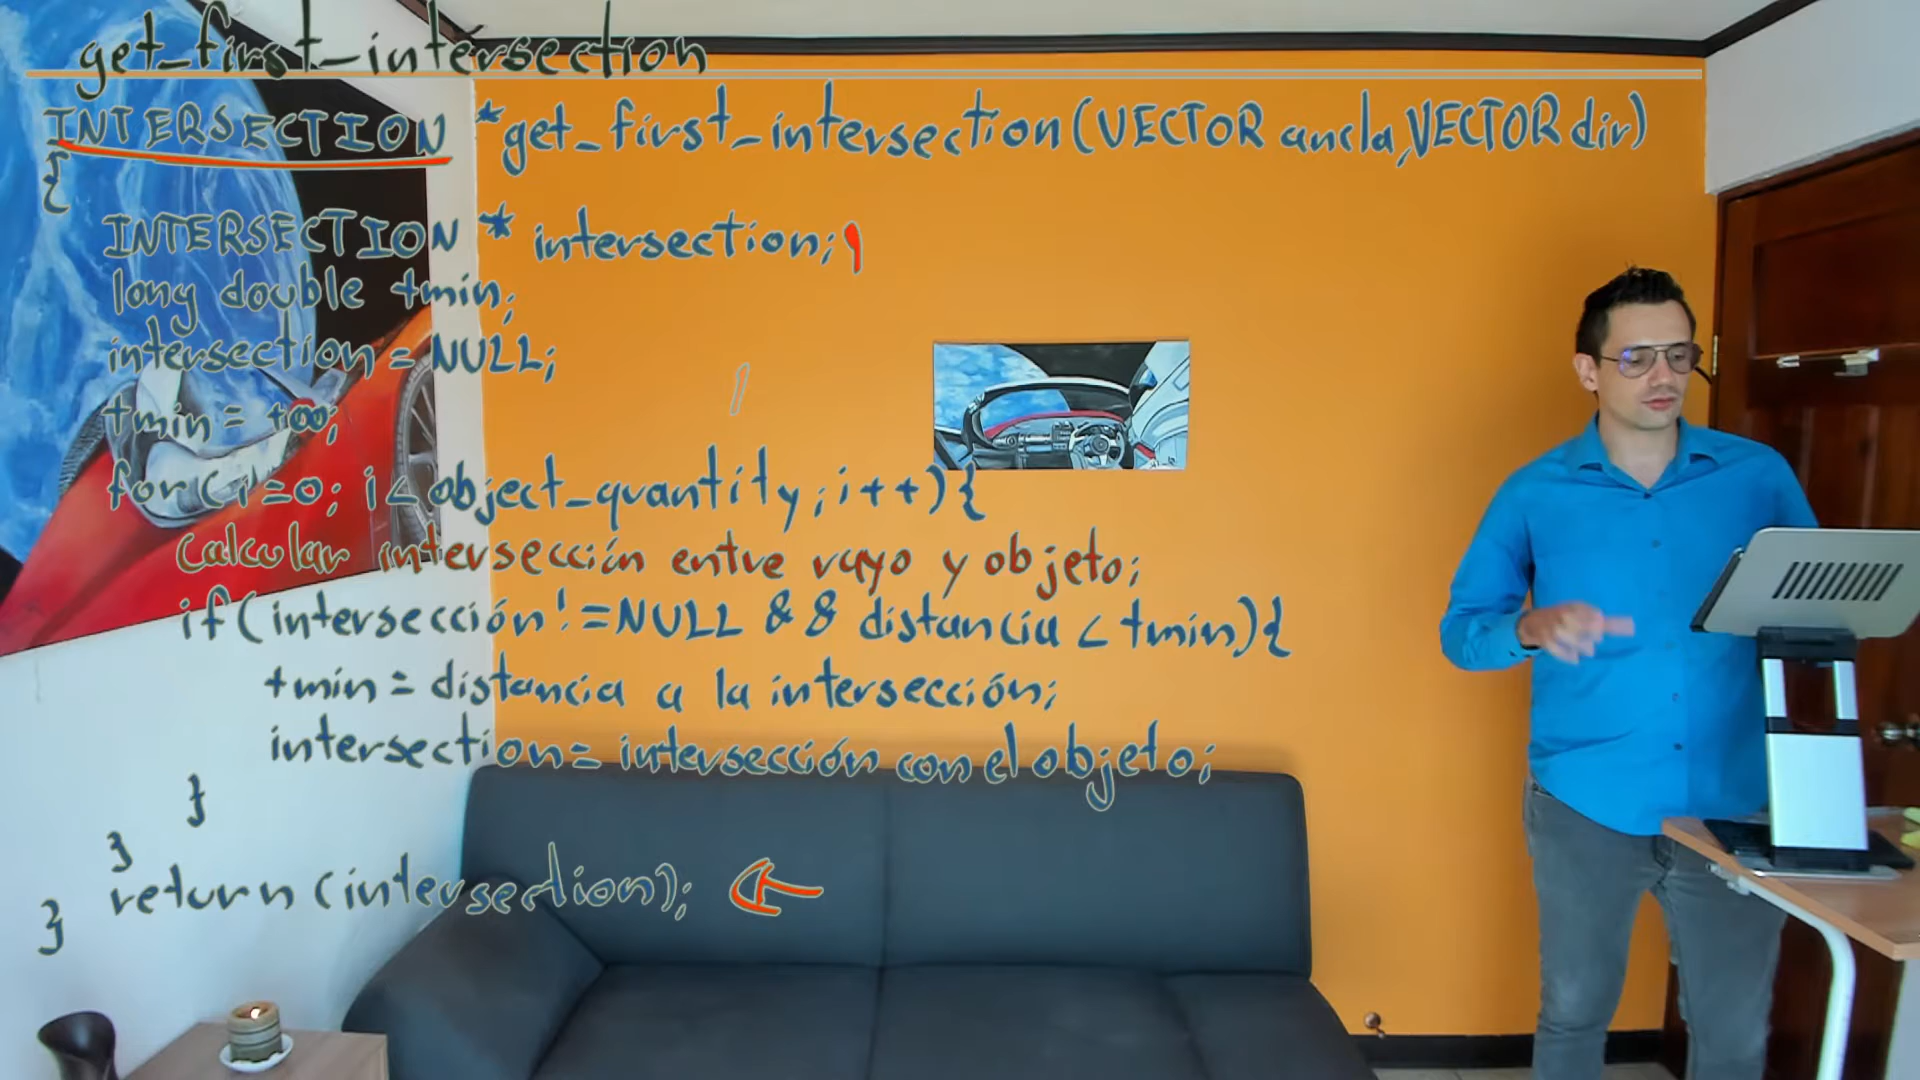 get_first_intersection
INTERSECTION *get_first_intersection(VECTOR ancla, VECTOR dir)
{
INTERSECTION * intersection;
long double tmin;
intersection = NULL;
tmin = +∞;
for(i=0; i<object_quantity; i++){
Calcular intersección entre rayo y objeto;
if(intersección!=NULL && distancia < tmin){
tmin = distancia a la intersección;
intersection = intersección con el objeto;
}
}
return(intersection);
}